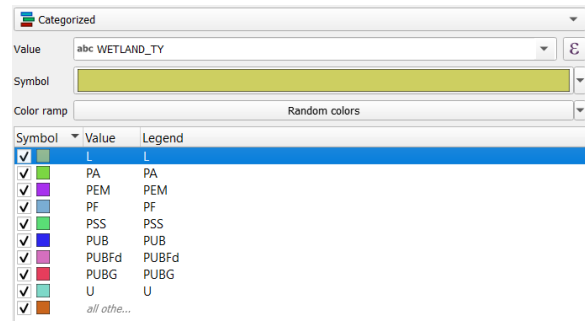 Categorized
Value abc WETLAND_TY ε
Symbol
Color ramp Random colors
Symbol Value Legend
L L
PA PA
PEM PEM
PF PF
PSS PSS
PUB PUB
PUBFd PUBFd
PUBG PUBG
U U
all othe...